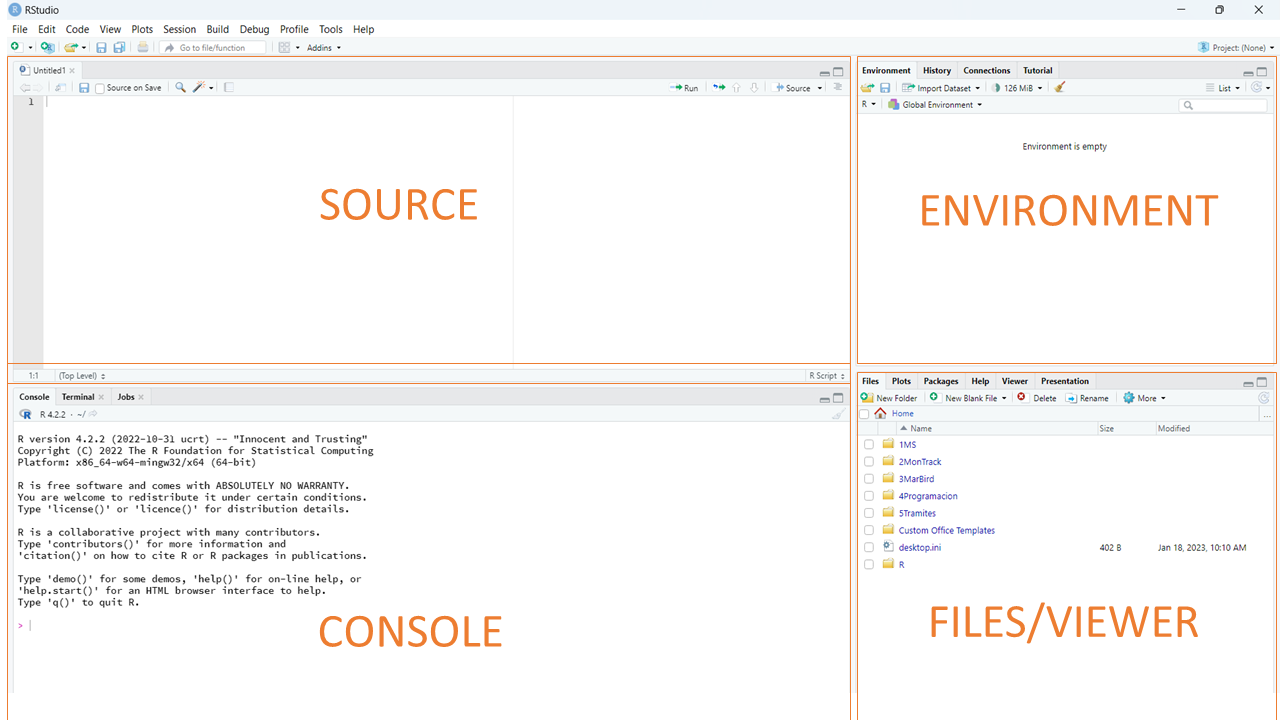 RStudio
File Edit Code View Plots Session Build Debug Profile Tools Help
Go to file/function Addins Project: (None)
Untitled1
Source on Save Run Source
1
SOURCE
1:1 (Top Level) R Script
Console Terminal Jobs
R 4.2.2 · ~/
R version 4.2.2 (2022-10-31 ucrt) -- "Innocent and Trusting"
Copyright (C) 2022 The R Foundation for Statistical Computing
Platform: x86_64-w64-mingw32/x64 (64-bit)
R is free software and comes with ABSOLUTELY NO WARRANTY.
You are welcome to redistribute it under certain conditions.
Type 'license()' or 'licence()' for distribution details.
R is a collaborative project with many contributors.
Type 'contributors()' for more information and
'citation()' on how to cite R or R packages in publications.
Type 'demo()' for some demos, 'help()' for on-line help, or
'help.start()' for an HTML browser interface to help.
Type 'q()' to quit R.
>
CONSOLE
Environment History Connections Tutorial
Import Dataset 126 MiB List
R Global Environment
Environment is empty
ENVIRONMENT
Files Plots Packages Help Viewer Presentation
New Folder New Blank File Delete Rename More
Home ...
Name Size Modified
1MS
2MonTrack
3MarBird
4Programacion
5Tramites
Custom Office Templates
desktop.ini 402 B Jan 18, 2023, 10:10 AM
R
FILES/VIEWER